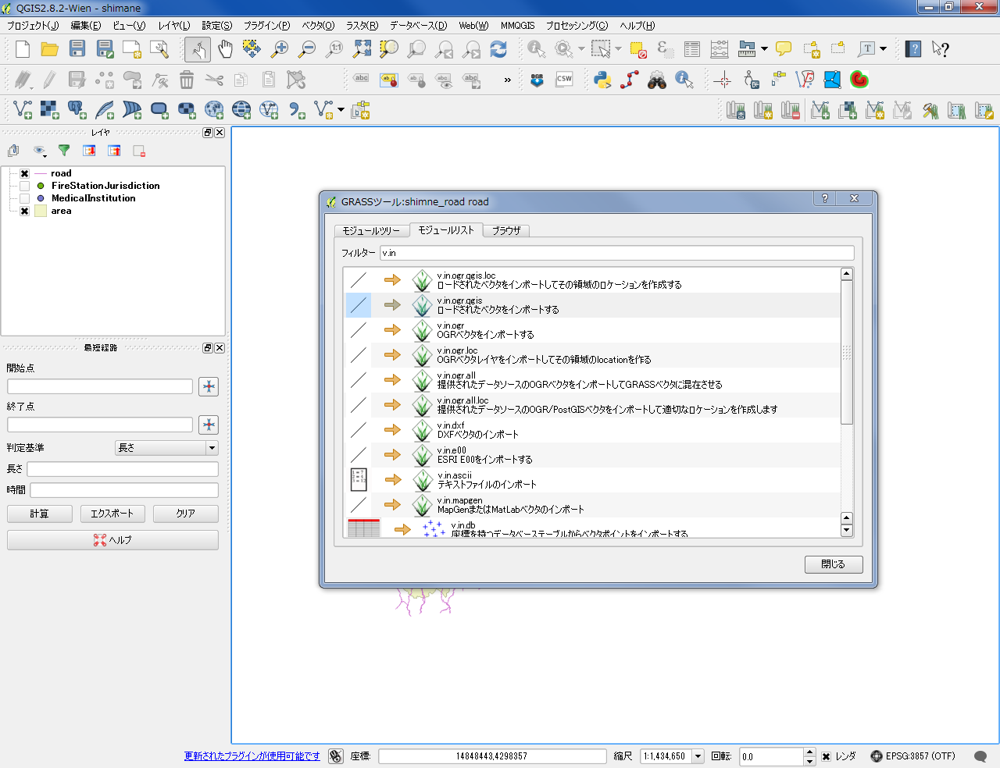 QGIS2.8.2-Wien - shimane
プロジェクト(J) 編集(E) ビュー(V) レイヤ(L) 設定(S) プラグイン(P) ベクタ(O) ラスタ(R) データベース(D) Web(W) MMQGIS プロセッシング(C) ヘルプ(H)
abc ab abc OGR CSW
レイヤ
road
FireStationJurisdiction
MedicalInstitution
area
最短経路
開始点
終了点
判定基準 長さ
長さ
時間
計算 エクスポート クリア
ヘルプ
GRASSツール:shimne_road road
モジュールツリー モジュールリスト ブラウザ
フィルター v.in
v.in.ogr.qgis.loc
ロードされたベクタをインポートしてその領域のロケーションを作成する
v.in.ogr.qgis
ロードされたベクタをインポートする
v.in.ogr
OGRベクタをインポートする
v.in.ogr.loc
OGRベクタレイヤをインポートしてその領域のlocationを作る
v.in.ogr.all
提供されたデータソースのOGRベクタをインポートしてGRASSベクタに混在させる
v.in.ogr.all.loc
提供されたデータソースのOGR/PostGISベクタをインポートして適切なロケーションを作成します
v.in.dxf
DXFベクタのインポート
v.in.e00
ESRI E00をインポートする
v.in.ascii
テキストファイルのインポート
v.in.mapgen
MapGenまたはMatLabベクタのインポート
v.in.db
座標を持つデータベーステーブルからベクタポイントをインポートする
閉じる
更新されたプラグインが使用可能です 座標: 14848443,4298357 縮尺 1:1,434,650 回転: 0.0 レンダ EPSG:3857 (OTF)